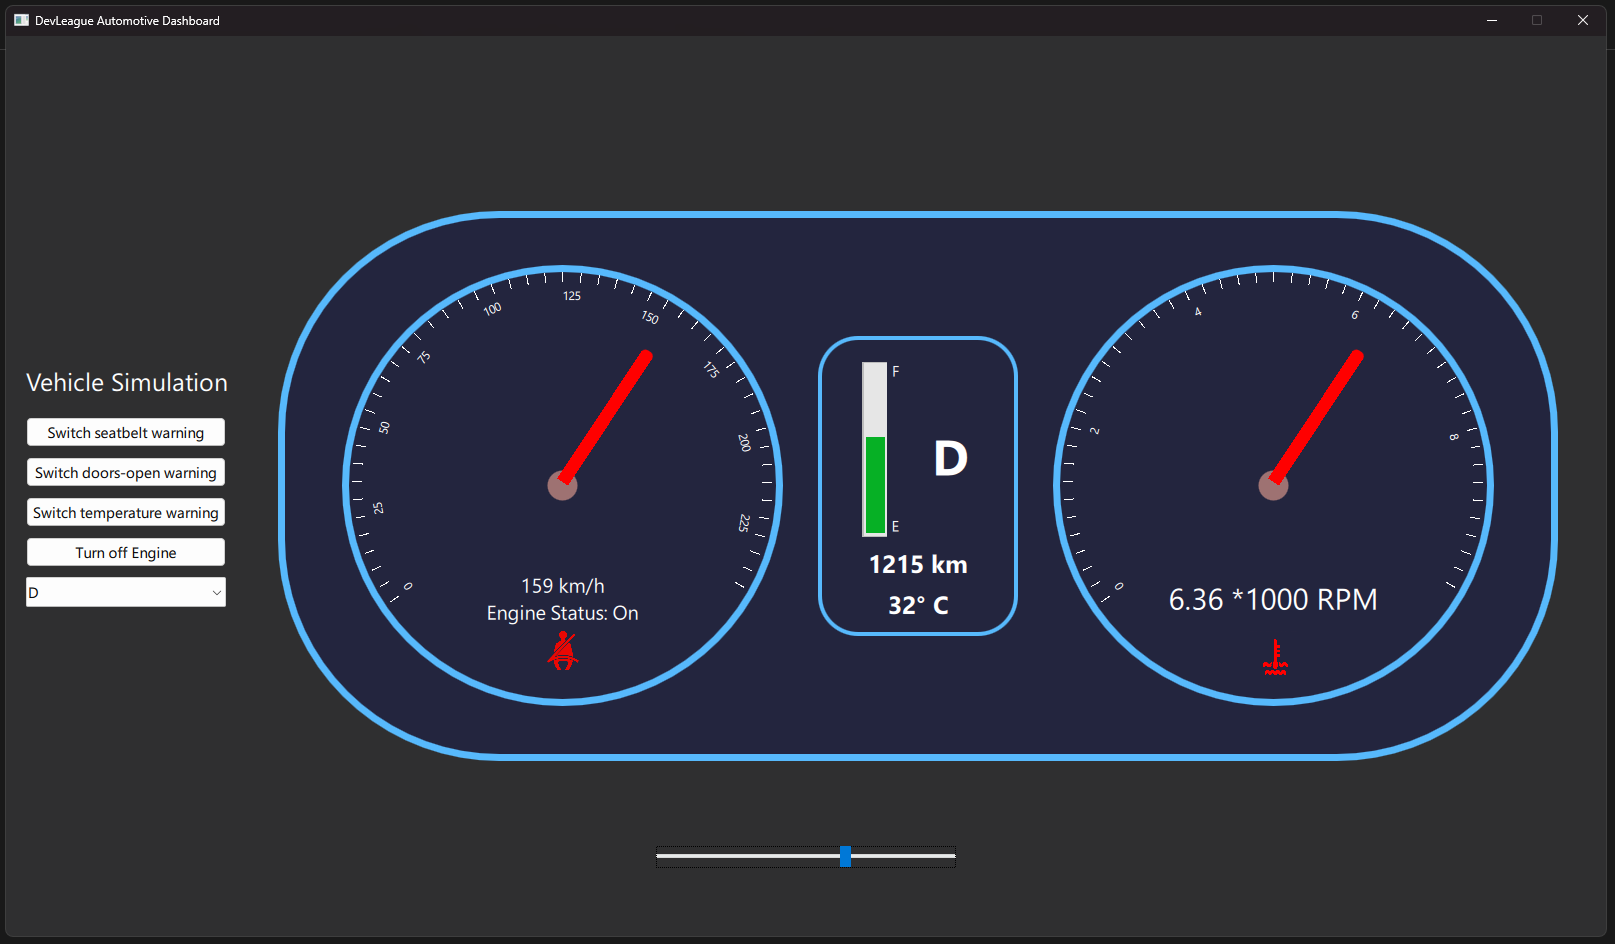 DevLeague Automotive Dashboard
Vehicle Simulation
Switch seatbelt warning
Switch doors-open warning
Switch temperature warning
Turn off Engine
D
0
25
50
75
100
125
150
175
200
225
159 km/h
Engine Status: On
F
D
E
1215 km
32° C
0
2
4
6
8
6.36 *1000 RPM